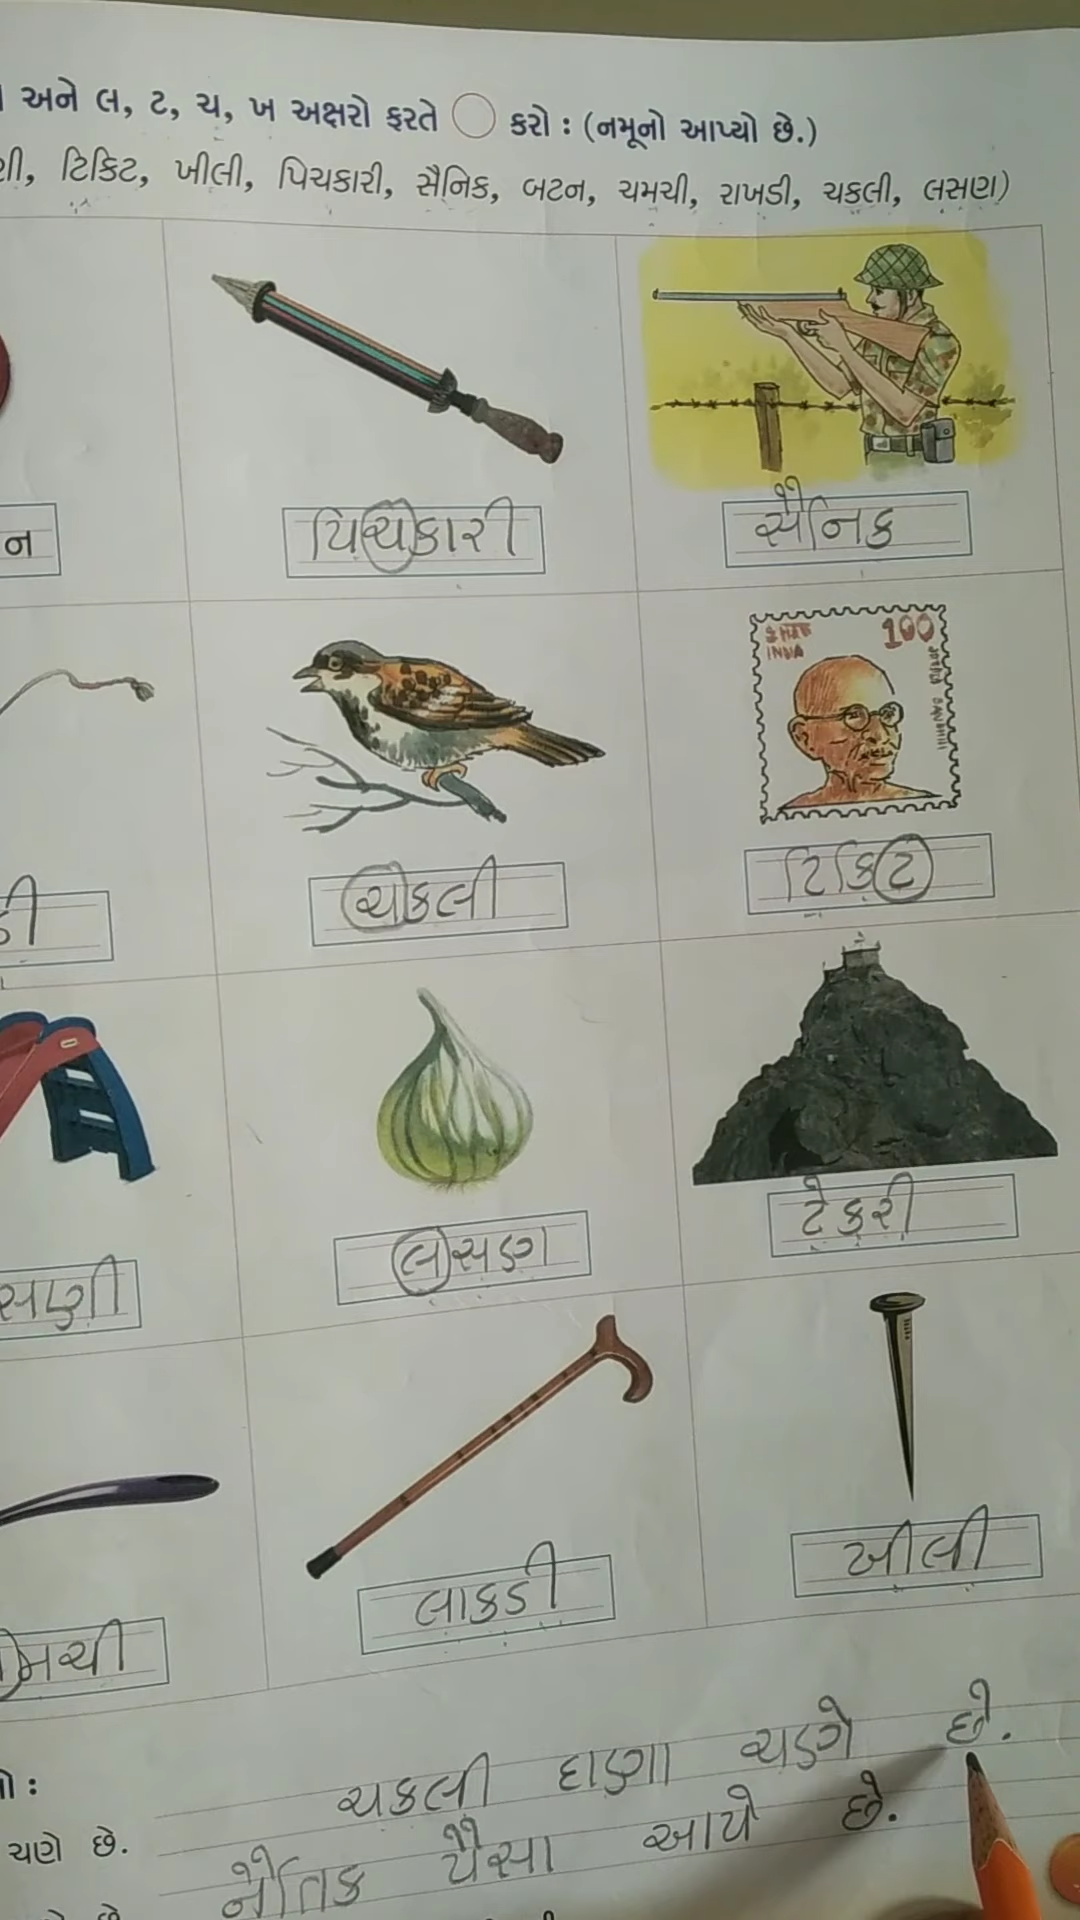 અને લ, ટ, ચ, ખ અક્ષરો ફરતે કરો : (નમૂનો આપ્યો છે.)
ટિકિટ, ખીલી, પિચકારી, સૈનિક, બટન, ચમચી, રાખડી, ચકલી, લસણ)
ન
પિચકારી
સૈનિક
INDIA
100
ડી
ચકલી
ટિકિટ
સણી
લસણ
ટેકરી
મચી
લાકડી
ખીલી
ચકલી દાણા ચણે છે.
ચણે છે.
નૈતિક પૈસા આપે છે.